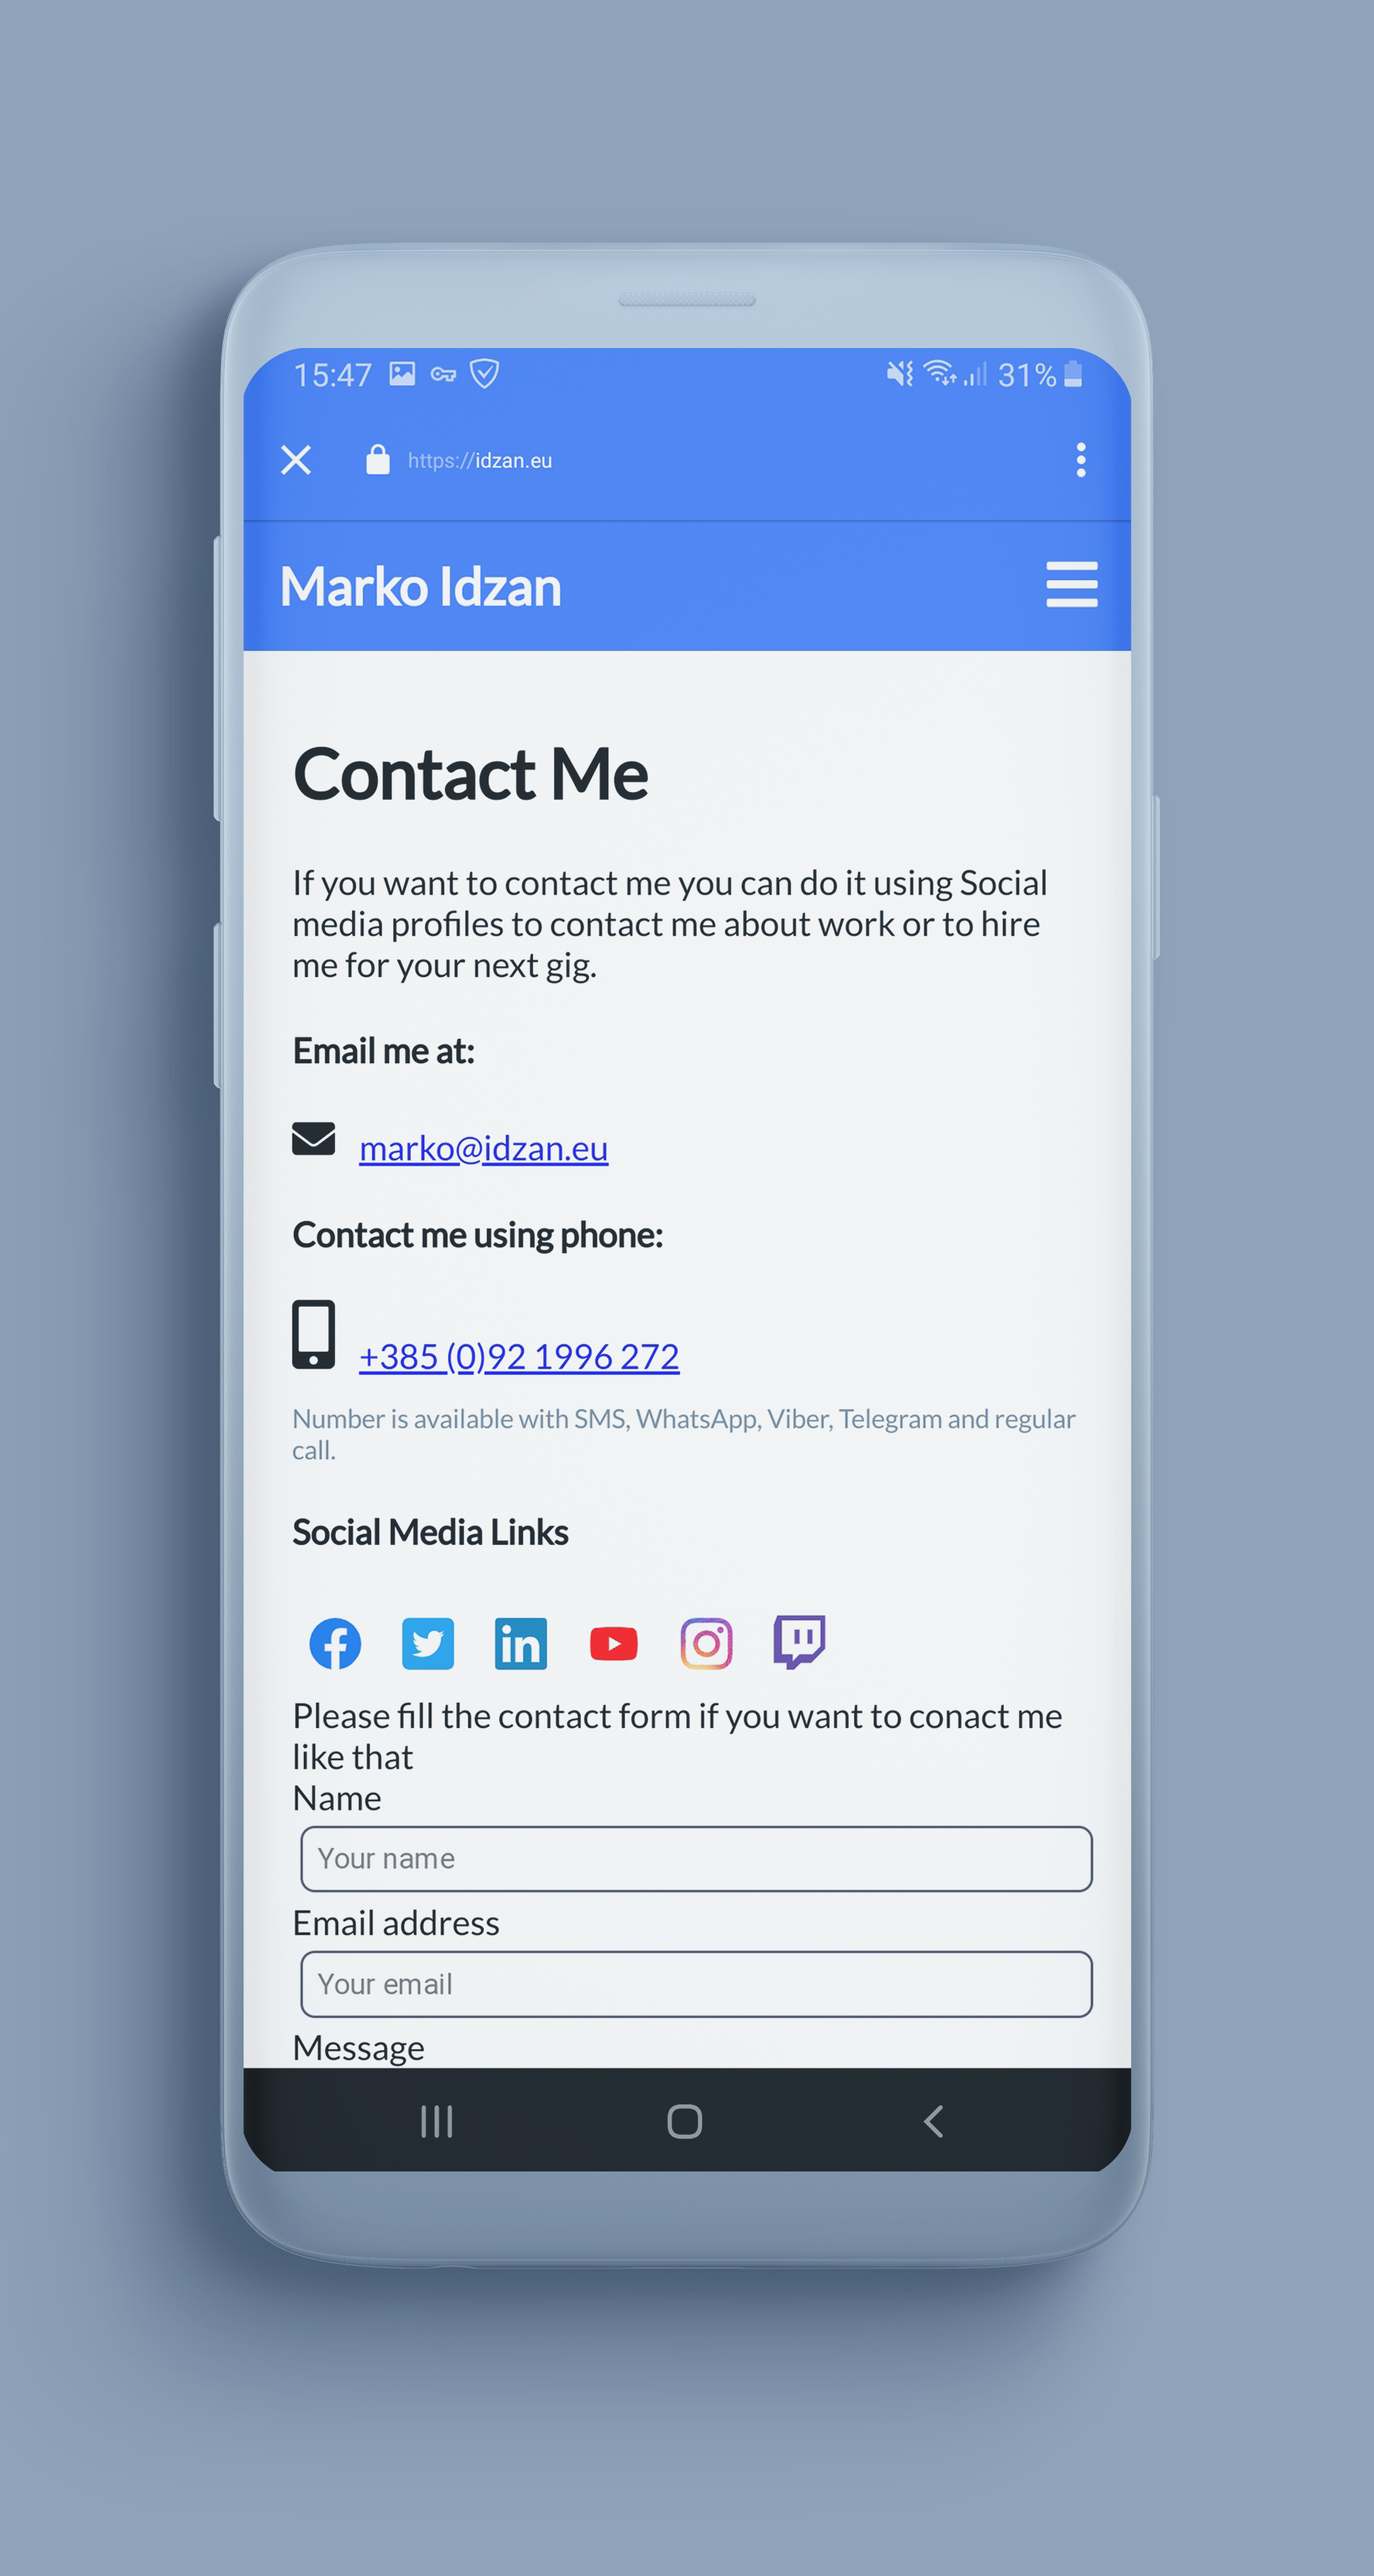 15:47 31%
https://idzan.eu
Marko Idzan
Contact Me
If you want to contact me you can do it using Social
media profiles to contact me about work or to hire
me for your next gig.
Email me at:
marko@idzan.eu
Contact me using phone:
+385 (0)92 1996 272
Number is available with SMS, WhatsApp, Viber, Telegram and regular
call.
Social Media Links
Please fill the contact form if you want to conact me
like that
Name
Your name
Email address
Your email
Message